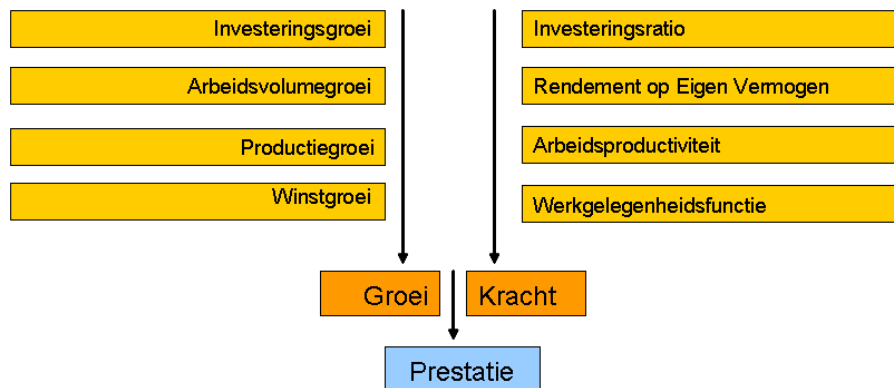 Investeringsgroei
Investeringsratio
Arbeidsvolumegroei
Rendement op Eigen Vermogen
Productiegroei
Arbeidsproductiviteit
Winstgroei
Werkgelegenheidsfunctie
Groei
Kracht
Prestatie